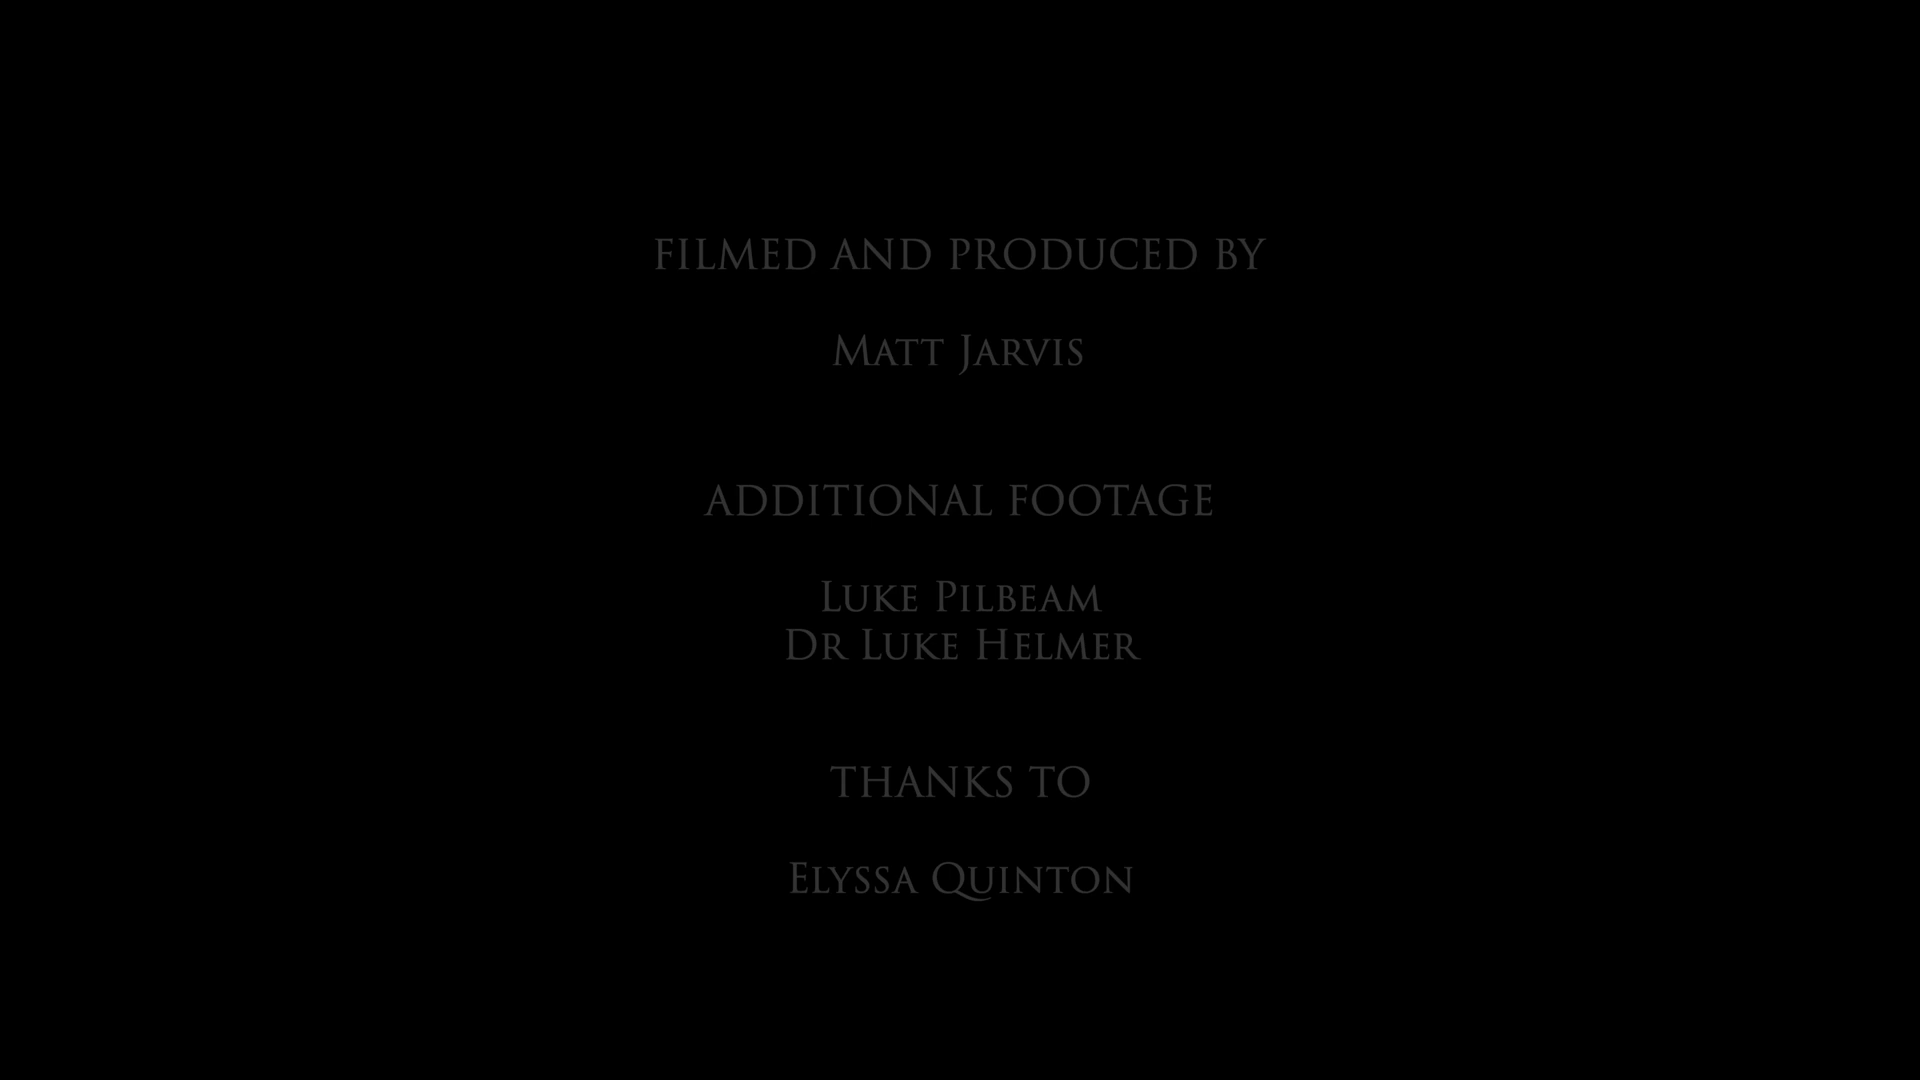 FILMED AND PRODUCED BY
Matt Jarvis
ADDITIONAL FOOTAGE
Luke Pilbeam
Dr Luke Helmer
THANKS TO
Elyssa Quinton